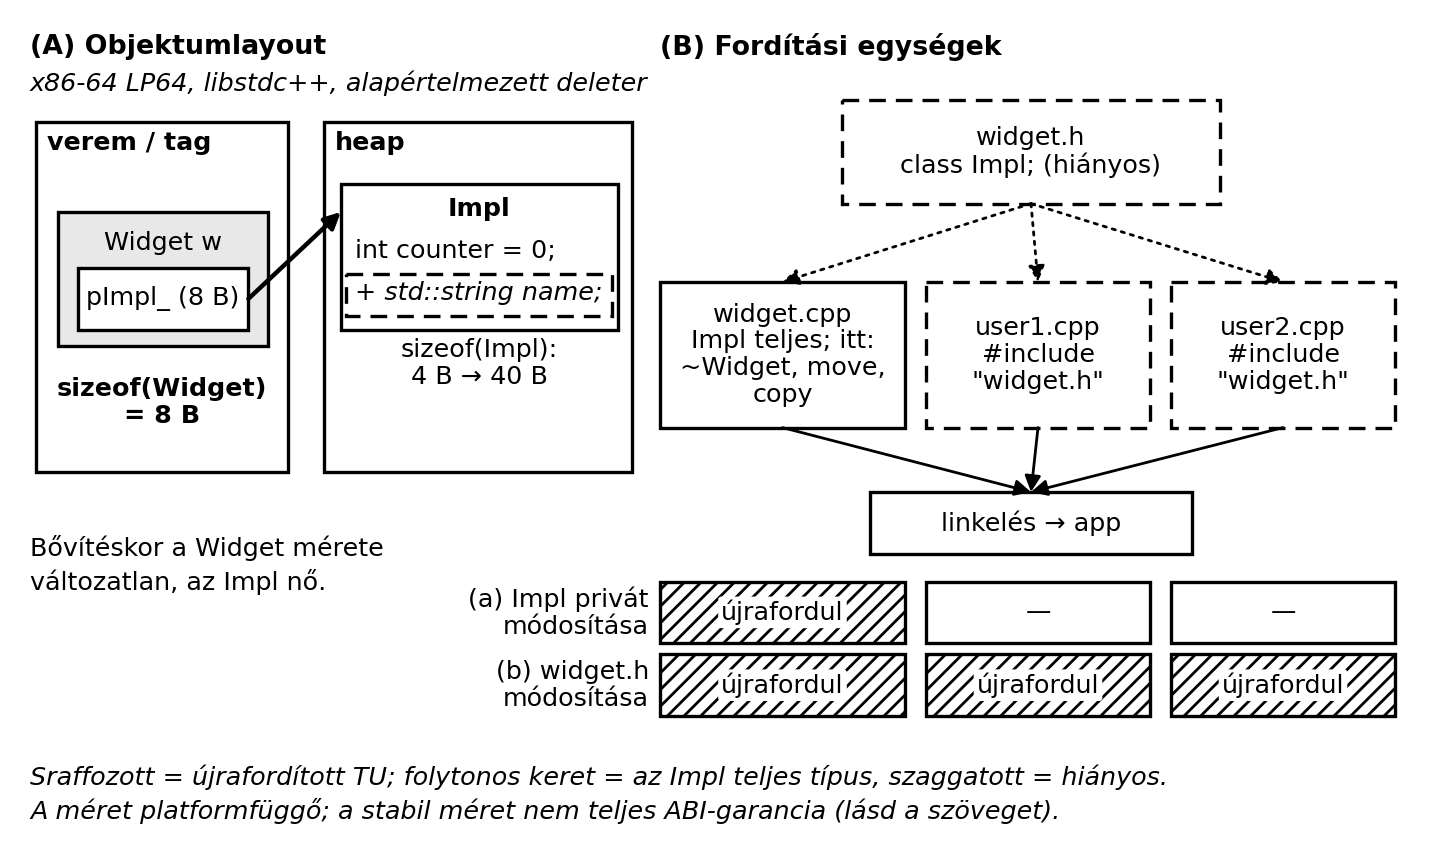 (A) Objektumlayout
x86-64 LP64, libstdc++, alapértelmezett deleter
verem / tag
Widget w
pImpl_ (8 B)
sizeof(Widget)
= 8 B
heap
Impl
int counter = 0;
+ std::string name;
sizeof(Impl):
4 B → 40 B
Bővítéskor a Widget mérete
változatlan, az Impl nő.
(B) Fordítási egységek
widget.h
class Impl; (hiányos)
widget.cpp
Impl teljes; itt:
~Widget, move,
copy
user1.cpp
#include
"widget.h"
user2.cpp
#include
"widget.h"
linkelés → app
(a) Impl privát
módosítása
újrafordul
—
—
(b) widget.h
módosítása
újrafordul
újrafordul
újrafordul
Sraffozott = újrafordított TU; folytonos keret = az Impl teljes típus, szaggatott = hiányos.
A méret platformfüggő; a stabil méret nem teljes ABI-garancia (lásd a szöveget).